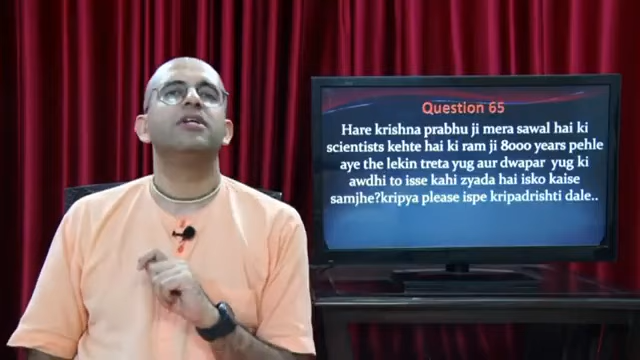 Question 65
Hare krishna prabhu ji mera sawal hai ki
scientists kehte hai ki ram ji 8000 years pehle
aye the lekin treta yug aur dwapar yug ki
awdhi to isse kahi zyada hai isko kaise
samjhe?kripya please ispe kripadrishti dale..